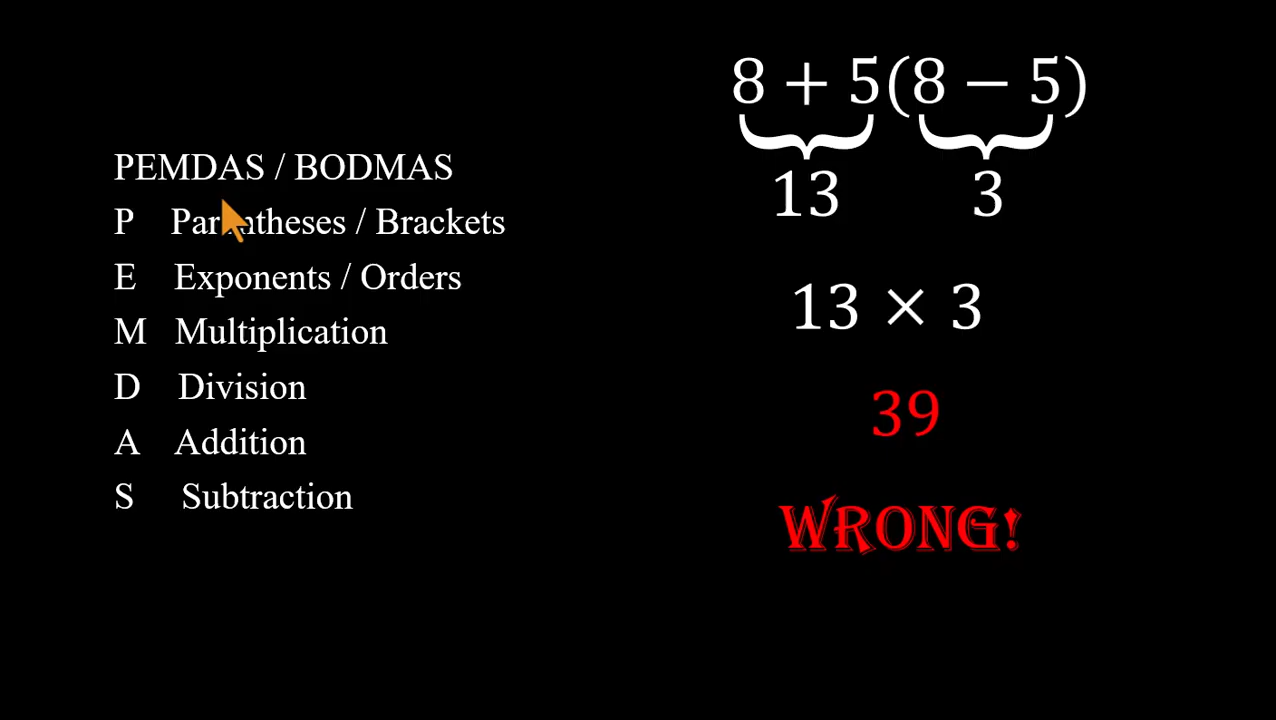 PEMDAS / BODMAS
P Parentheses / Brackets
E Exponents / Orders
M Multiplication
D Division
A Addition
S Subtraction
8 + 5(8 − 5)
13 3
13 × 3
39
WRONG!